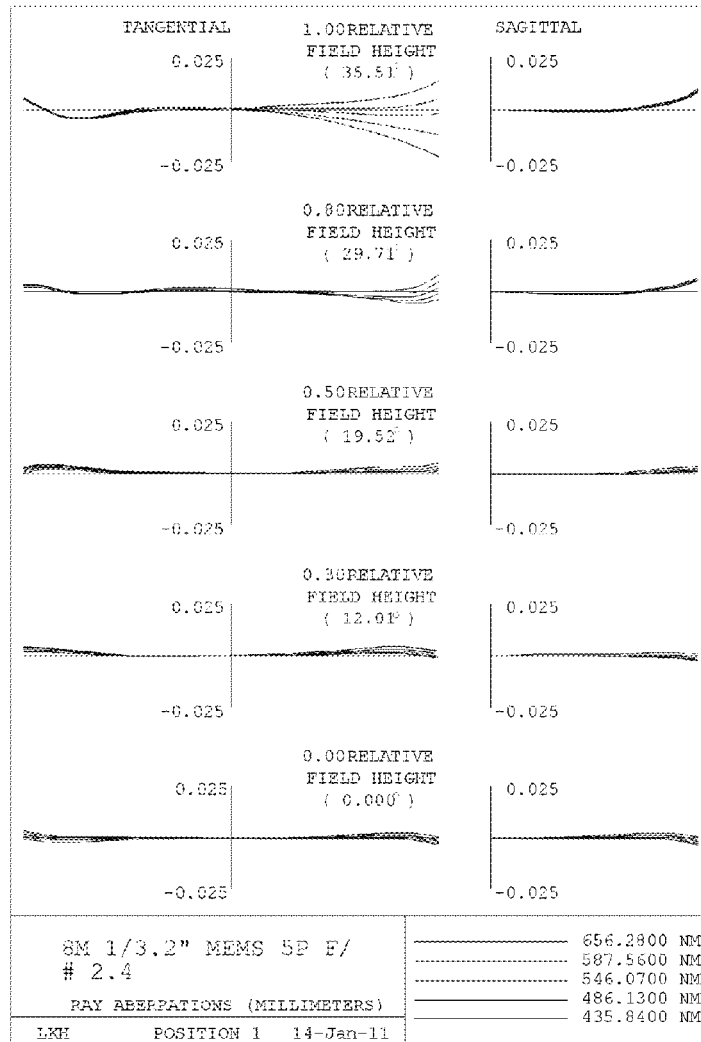 TANGENTIAL 1.00RELATIVE SAGITTAL
FIELD HEIGHT
0.025 ( 35.51° ) 0.025
-0.025 -0.025
0.80RELATIVE
FIELD HEIGHT
0.025 ( 29.71° ) 0.025
-0.025 -0.025
0.50RELATIVE
FIELD HEIGHT
0.025 ( 19.52° ) 0.025
-0.025 -0.025
0.30RELATIVE
FIELD HEIGHT
0.025 ( 12.01° ) 0.025
-0.025 -0.025
0.00RELATIVE
FIELD HEIGHT
0.025 ( 0.000° ) 0.025
-0.025 -0.025
8M 1/3.2" MEMS 5P F/
# 2.4
RAY ABERRATIONS (MILLIMETERS)
LKH POSITION 1 14-Jan-11
656.2800 NM
587.5600 NM
546.0700 NM
486.1300 NM
435.8400 NM